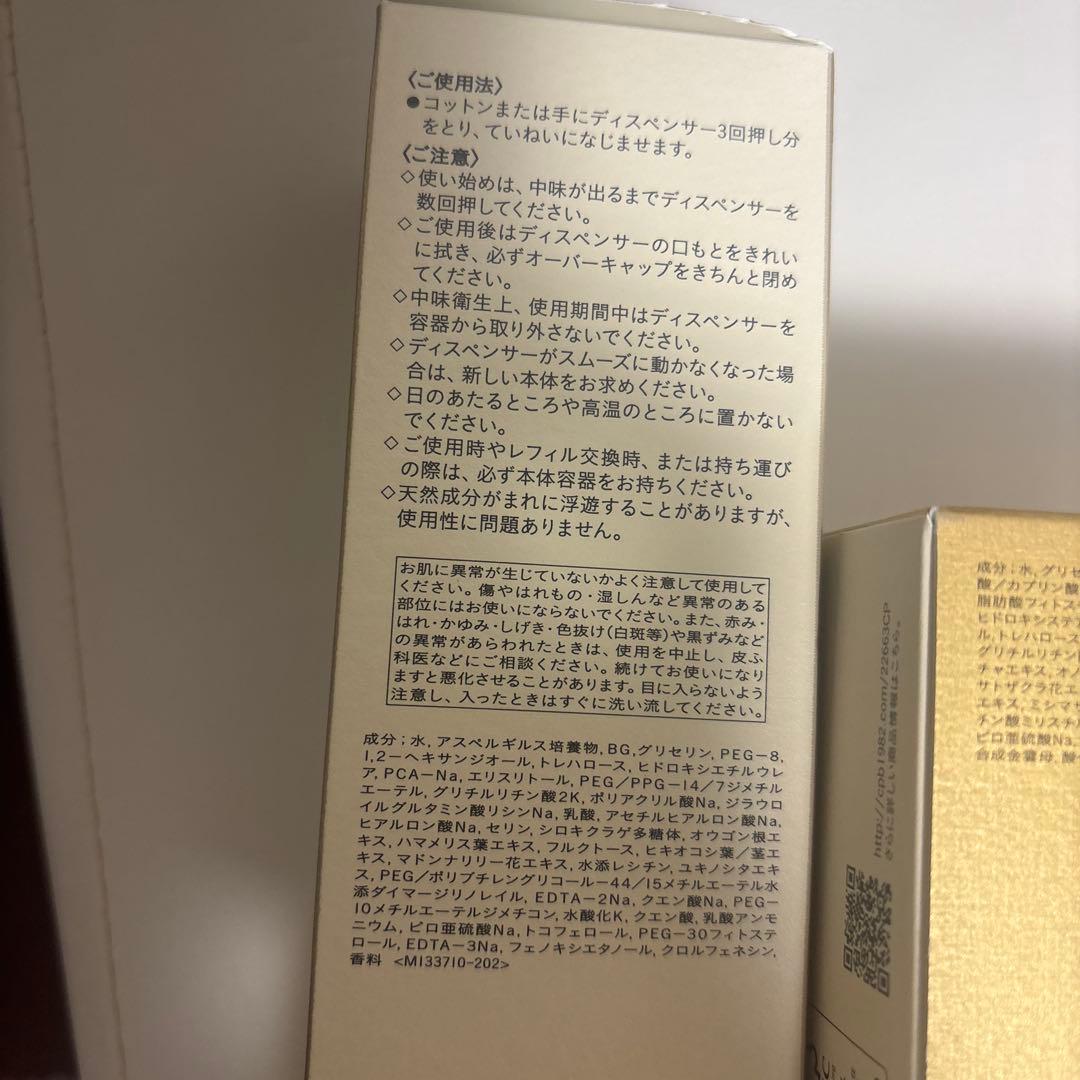 〈ご使用法〉
●コットンまたは手にディスペンサー3回押し分
をとり、ていねいになじませます。
〈ご注意〉
◇使い始めは、中味が出るまでディスペンサーを
数回押してください。
◇ご使用後はディスペンサーの口もとをきれい
に拭き、必ずオーバーキャップをきちんと閉め
てください。
◇中味衛生上、使用期間中はディスペンサーを
容器から取り外さないでください。
◇ディスペンサーがスムーズに動かなくなった場
合は、新しい本体をお求めください。
◇日のあたるところや高温のところに置かない
でください。
◇ご使用時やレフィル交換時、または持ち運び
の際は、必ず本体容器をお持ちください。
◇天然成分がまれに浮遊することがありますが、
使用性に問題ありません。
お肌に異常が生じていないかよく注意して使用して
ください。傷やはれもの・湿しんなど異常のある
部位にはお使いにならないでください。また、赤み・
はれ・かゆみ・しげき・色抜け(白斑等)や黒ずみなど
の異常があらわれたときは、使用を中止し、皮ふ
科医などにご相談ください。続けてお使いになり
ますと悪化させることがあります。目に入らないよう
注意し、入ったときはすぐに洗い流してください。
成分；水, アスペルギルス培養物, BG, グリセリン, PEG－8,
1,2－ヘキサンジオール, トレハロース, ヒドロキシエチルウレ
ア, PCA－Na, エリスリトール, PEG／PPG－14／7ジメチル
エーテル, グリチルリチン酸2K, ポリアクリル酸Na, ジラウロ
イルグルタミン酸リシンNa, 乳酸, アセチルヒアルロン酸Na,
ヒアルロン酸Na, セリン, シロキクラゲ多糖体, オウゴン根エ
キス, ハマメリス葉エキス, フルクトース, ヒキオコシ葉／茎エ
キス, マドンナリリー花エキス, 水添レシチン, ユキノシタエキ
ス, PEG／ポリブチレングリコール－44／15メチルエーテル水
添ダイマージリノレイル, EDTA－2Na, クエン酸Na, PEG－
10メチルエーテルジメチコン, 水酸化K, クエン酸, 乳酸アンモ
ニウム, ピロ亜硫酸Na, トコフェロール, PEG－30フィトステ
ロール, EDTA－3Na, フェノキシエタノール, クロルフェネシン,
香料 <MI33710-202>
http://cpb1982.com/22663CP
さらに詳しい商品情報はこちら。
成分；水, グリセ
酸／カプリン酸
脂肪酸フィトス
ヒドロキシステア
ル, トレハロース
グリチルリチン
チャエキス, オノ
サトザクラ花エ
エキス, ミシマサ
チン酸ミリスチ
ピロ亜硫酸Na,
合成金雲母, 酸